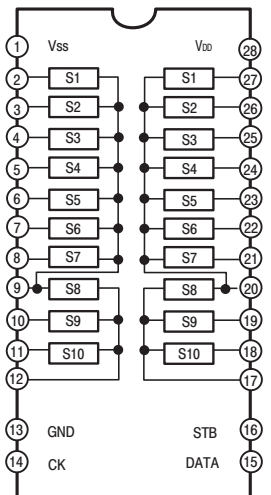 1 Vss VDD 28
2 S1 S1 27
3 S2 S2 26
4 S3 S3 25
5 S4 S4 24
6 S5 S5 23
7 S6 S6 22
8 S7 S7 21
9 S8 S8 20
10 S9 S9 19
11 S10 S10 18
12 17
13 GND STB 16
14 CK DATA 15